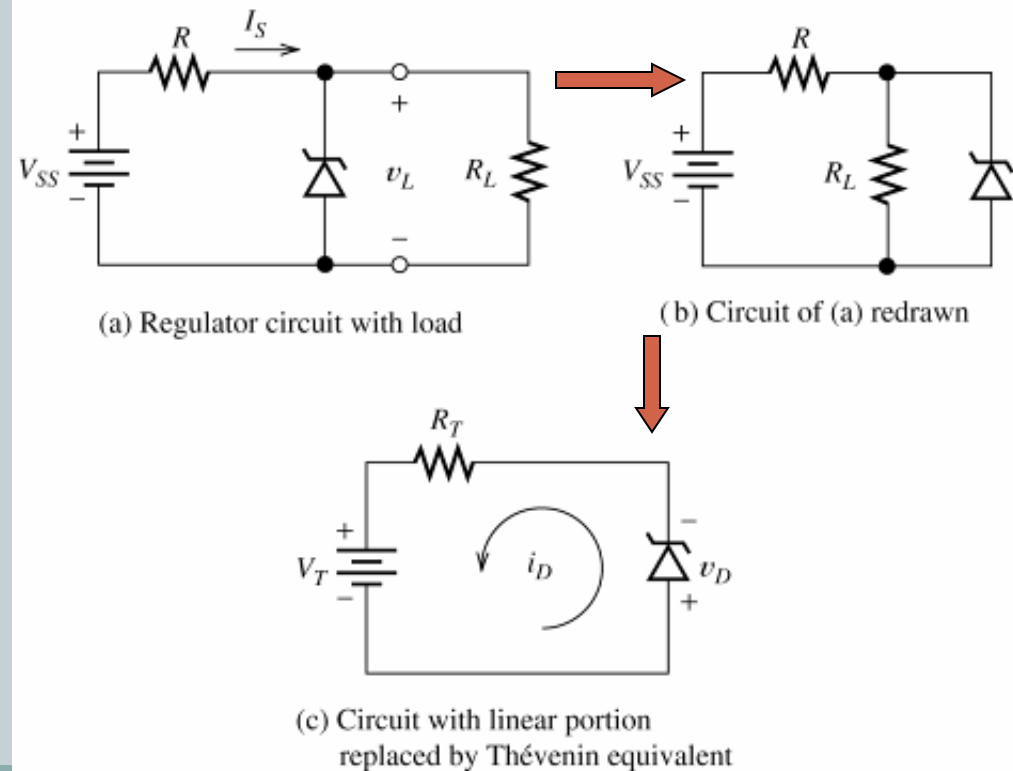 R
I_S
+
V_SS
−
+
v_L
−
R_L
(a) Regulator circuit with load
R
+
V_SS
−
R_L
(b) Circuit of (a) redrawn
R_T
+
V_T
−
i_D
−
v_D
+
(c) Circuit with linear portion
replaced by Thévenin equivalent